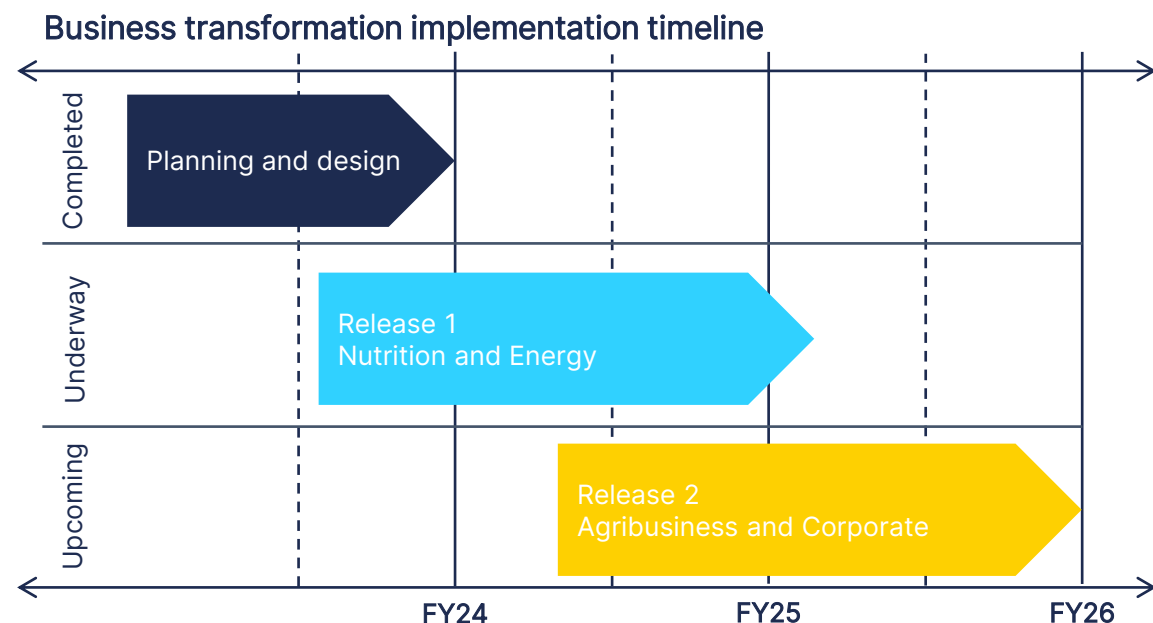 Business transformation implementation timeline
Completed
Planning and design
Underway
Release 1
Nutrition and Energy
Upcoming
Release 2
Agribusiness and Corporate
FY24
FY25
FY26